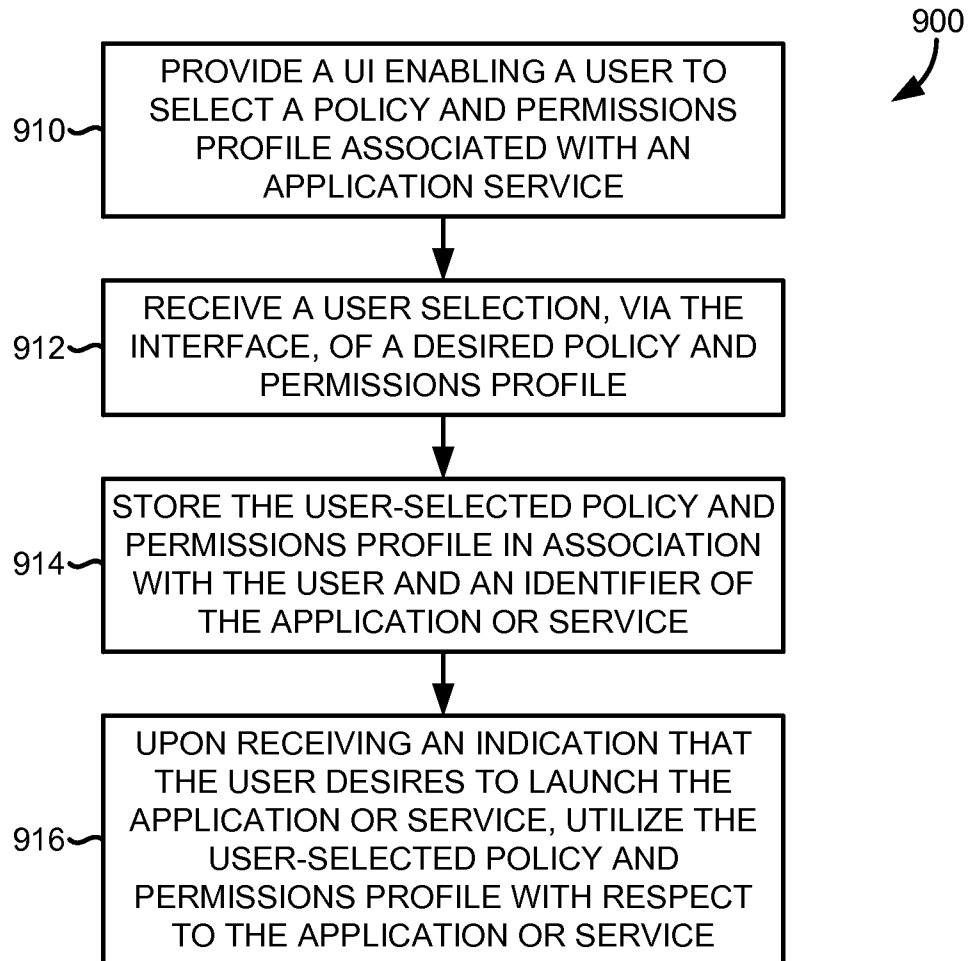 900
910
PROVIDE A UI ENABLING A USER TO
SELECT A POLICY AND PERMISSIONS
PROFILE ASSOCIATED WITH AN
APPLICATION SERVICE
912
RECEIVE A USER SELECTION, VIA THE
INTERFACE, OF A DESIRED POLICY AND
PERMISSIONS PROFILE
914
STORE THE USER-SELECTED POLICY AND
PERMISSIONS PROFILE IN ASSOCIATION
WITH THE USER AND AN IDENTIFIER OF
THE APPLICATION OR SERVICE
916
UPON RECEIVING AN INDICATION THAT
THE USER DESIRES TO LAUNCH THE
APPLICATION OR SERVICE, UTILIZE THE
USER-SELECTED POLICY AND
PERMISSIONS PROFILE WITH RESPECT
TO THE APPLICATION OR SERVICE